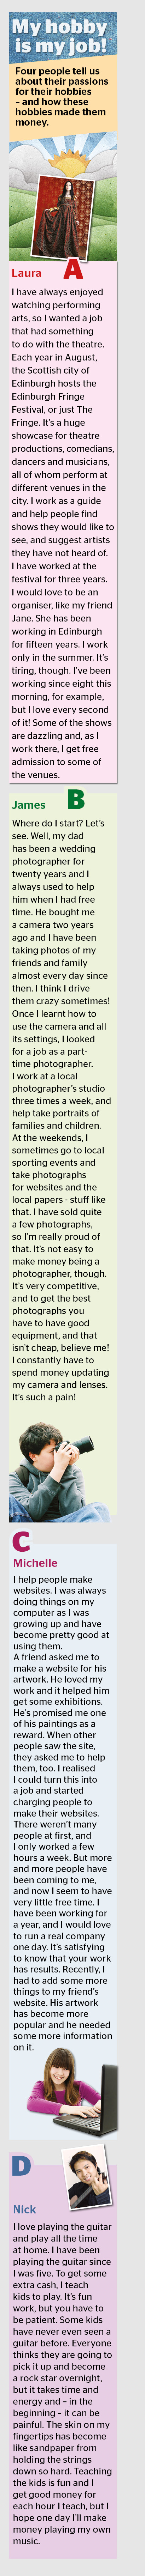 My hobby
is my job!
Four people tell us
about their passions
for their hobbies
– and how these
hobbies made them
money.
Laura
A
I have always enjoyed
watching performing
arts, so I wanted a job
that had something
to do with the theatre.
Each year in August,
the Scottish city of
Edinburgh hosts the
Edinburgh Fringe
Festival, or just The
Fringe. It's a huge
showcase for theatre
productions, comedians,
dancers and musicians,
all of whom perform at
different venues in the
city. I work as a guide
and help people find
shows they would like to
see, and suggest artists
they have not heard of.
I have worked at the
festival for three years.
I would love to be an
organiser, like my friend
Jane. She has been
working in Edinburgh
for fifteen years. I work
only in the summer. It's
tiring, though. I've been
working since eight this
morning, for example,
but I love every second
of it! Some of the shows
are dazzling and, as I
work there, I get free
admission to some of
the venues.
James
B
Where do I start? Let's
see. Well, my dad
has been a wedding
photographer for
twenty years and I
always used to help
him when I had free
time. He bought me
a camera two years
ago and I have been
taking photos of my
friends and family
almost every day since
then. I think I drive
them crazy sometimes!
Once I learnt how to
use the camera and all
its settings, I looked
for a job as a part-
time photographer.
I work at a local
photographer's studio
three times a week, and
help take portraits of
families and children.
At the weekends, I
sometimes go to local
sporting events and
take photographs
for websites and the
local papers - stuff like
that. I have sold quite
a few photographs,
so I'm really proud of
that. It's not easy to
make money being a
photographer, though.
It's very competitive,
and to get the best
photographs you
have to have good
equipment, and that
isn't cheap, believe me!
I constantly have to
spend money updating
my camera and lenses.
It's such a pain!
C
Michelle
I help people make
websites. I was always
doing things on my
computer as I was
growing up and have
become pretty good at
using them.
A friend asked me to
make a website for his
artwork. He loved my
work and it helped him
get some exhibitions.
He's promised me one
of his paintings as a
reward. When other
people saw the site,
they asked me to help
them, too. I realised
I could turn this into
a job and started
charging people to
make their websites.
There weren't many
people at first, and
I only worked a few
hours a week. But more
and more people have
been coming to me,
and now I seem to have
very little free time. I
have been working for
a year, and I would love
to run a real company
one day. It's satisfying
to know that your work
has results. Recently, I
had to add some more
things to my friend's
website. His artwork
has become more
popular and he needed
some more information
on it.
D
Nick
I love playing the guitar
and play all the time
at home. I have been
playing the guitar since
I was five. To get some
extra cash, I teach
kids to play. It's fun
work, but you have to
be patient. Some kids
have never even seen a
guitar before. Everyone
thinks they are going to
pick it up and become
a rock star overnight,
but it takes time and
energy and – in the
beginning – it can be
painful. The skin on my
fingertips has become
like sandpaper from
holding the strings
down so hard. Teaching
the kids is fun and I
get good money for
each hour I teach, but I
hope one day I'll make
money playing my own
music.